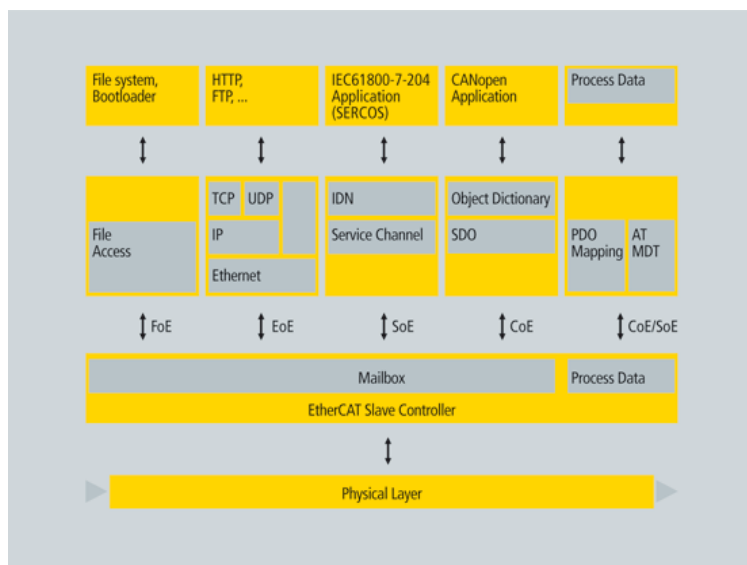 File system,
Bootloader
HTTP,
FTP, ...
IEC61800-7-204
Application
(SERCOS)
CANopen
Application
Process Data
File
Access
TCP
UDP
IP
Ethernet
IDN
Service Channel
Object Dictionary
SDO
PDO
Mapping
AT
MDT
FoE
EoE
SoE
CoE
CoE/SoE
Mailbox
Process Data
EtherCAT Slave Controller
Physical Layer